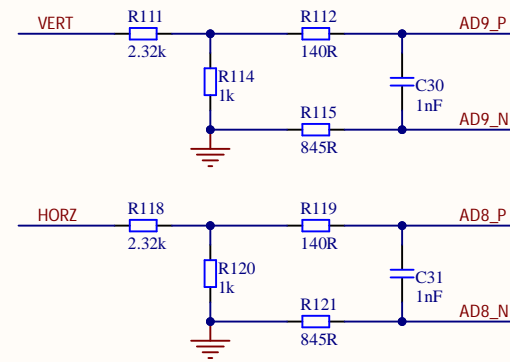 VERT
R111
2.32k
R112
140R
AD9_P
R114
1k
C30
1nF
R115
845R
AD9_N
HORZ
R118
2.32k
R119
140R
AD8_P
R120
1k
C31
1nF
R121
845R
AD8_N